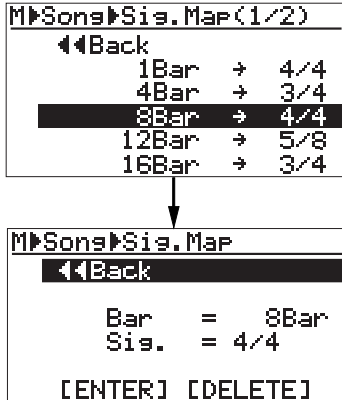 M▶Song▶Sig.Map(1/2)
◀◀Back
1Bar → 4/4
4Bar → 3/4
8Bar → 4/4
12Bar → 5/8
16Bar → 3/4
M▶Song▶Sig.Map
◀◀Back
Bar = 8Bar
Sig. = 4/4
[ENTER] [DELETE]